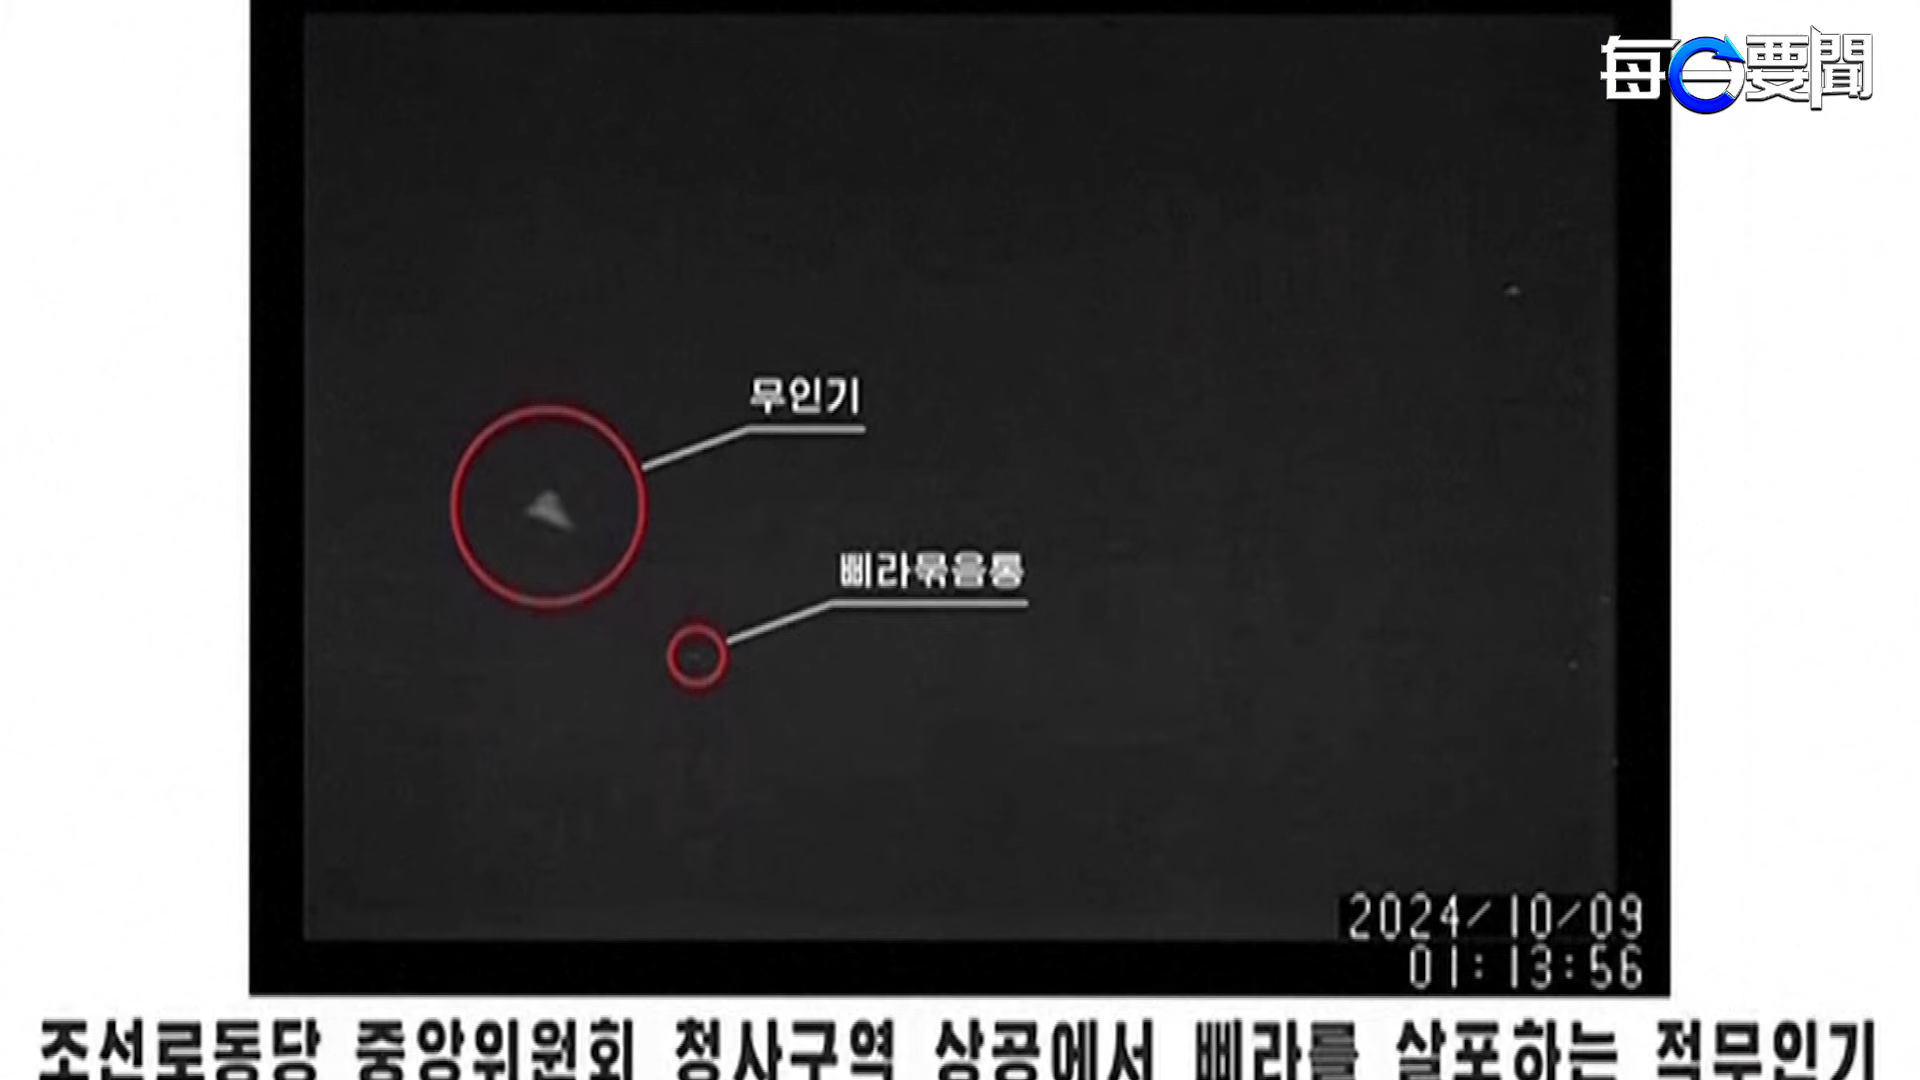 每日要聞
무인기
삐라묶음통
2024/10/09
01:13:56
조선로동당 중앙위원회 청사구역 상공에서 삐라를 살포하는 적무인기